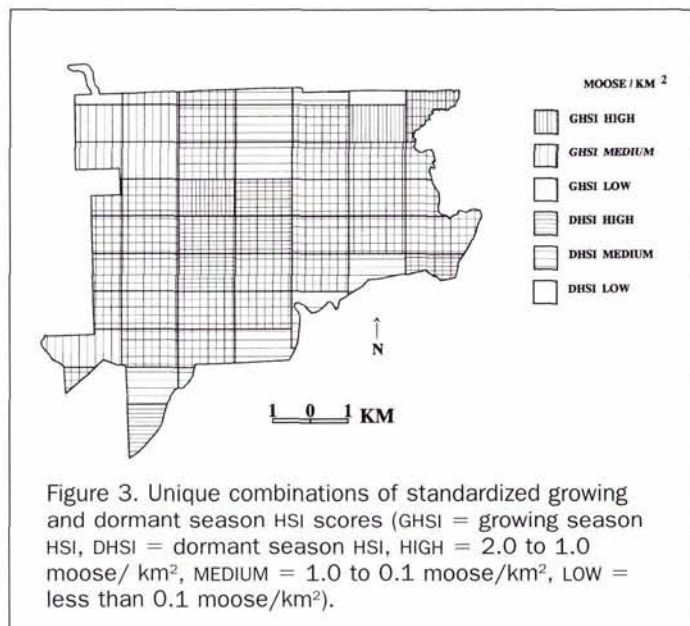 MOOSE / KM 2
GHSI HIGH
GHSI MEDIUM
GHSI LOW
DHSI HIGH
DHSI MEDIUM
DHSI LOW
N
1 0 1 KM
Figure 3. Unique combinations of standardized growing
and dormant season HSI scores (GHSI = growing season
HSI, DHSI = dormant season HSI, HIGH = 2.0 to 1.0
moose/ km², MEDIUM = 1.0 to 0.1 moose/km², LOW =
less than 0.1 moose/km²).